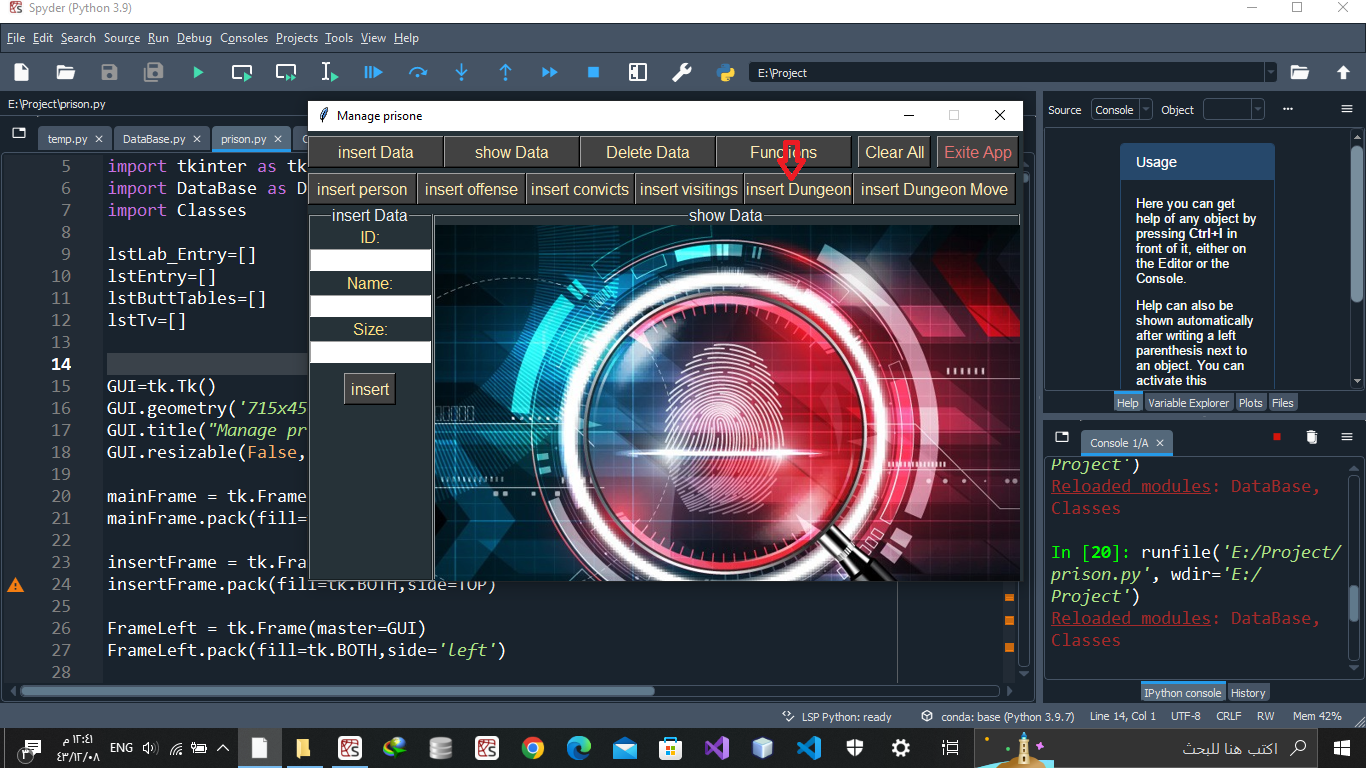 Spyder (Python 3.9)
File Edit Search Source Run Debug Consoles Projects Tools View Help
E:\Project
E:\Project\prison.py
temp.py
DataBase.py
prison.py
5 import tkinter as tk
6 import DataBase as D
7 import Classes
8
9 lstLab_Entry=[]
10 lstEntry=[]
11 lstButtTables=[]
12 lstTv=[]
13
14
15 GUI=tk.Tk()
16 GUI.geometry('715x45
17 GUI.title("Manage pr
18 GUI.resizable(False,
19
20 mainFrame = tk.Frame
21 mainFrame.pack(fill=
22
23 insertFrame = tk.Fra
24 insertFrame.pack(fill=tk.BOTH,side=TOP)
25
26 FrameLeft = tk.Frame(master=GUI)
27 FrameLeft.pack(fill=tk.BOTH,side='left')
28
Manage prisone
insert Data show Data Delete Data Functions Clear All Exite App
insert person insert offense insert convicts insert visitings insert Dungeon insert Dungeon Move
insert Data
ID:
Name:
Size:
insert
show Data
Source Console Object
Usage
Here you can get
help of any object by
pressing Ctrl+I in
front of it, either on
the Editor or the
Console.
Help can also be
shown automatically
after writing a left
parenthesis next to
an object. You can
activate this
Help Variable Explorer Plots Files
Console 1/A
Project')
Reloaded modules: DataBase,
Classes
In [20]: runfile('E:/Project/
prison.py', wdir='E:/
Project')
Reloaded modules: DataBase,
Classes
IPython console History
LSP Python: ready conda: base (Python 3.9.7) Line 14, Col 1 UTF-8 CRLF RW Mem 42%
٣
١٢:٤١ م
٤٣/١٢/٠٨
ENG
اكتب هنا للبحث